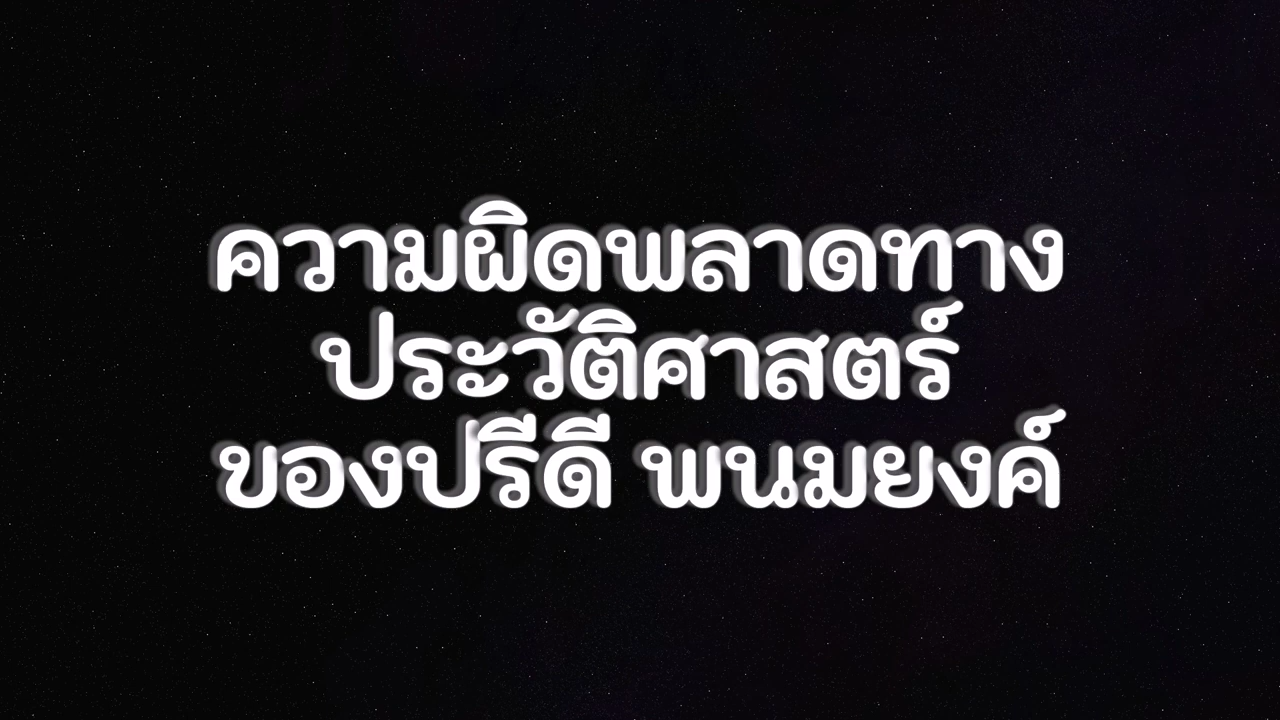 ความผิดพลาดทาง
ประวัติศาสตร์
ของปรีดี พนมยงค์